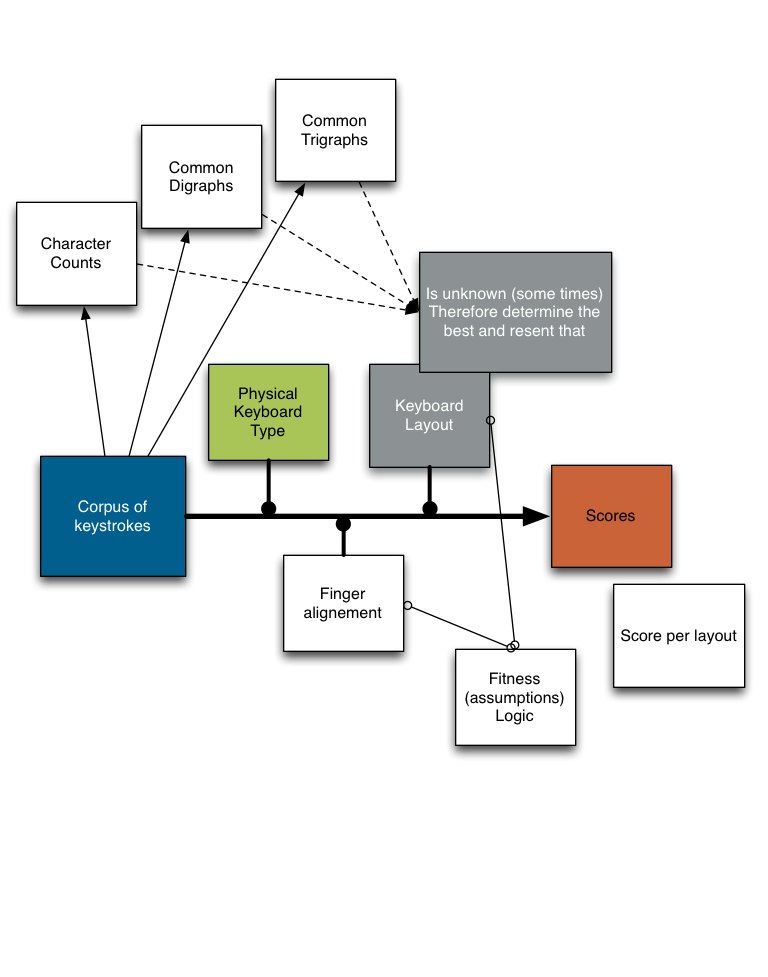 Common
Trigraphs
Common
Digraphs
Character
Counts
Is unknown (some times)
Therefore determine the
best and resent that
Physical
Keyboard
Type
Keyboard
Layout
Corpus of
keystrokes
Scores
Finger
alignement
Score per layout
Fitness
(assumptions)
Logic